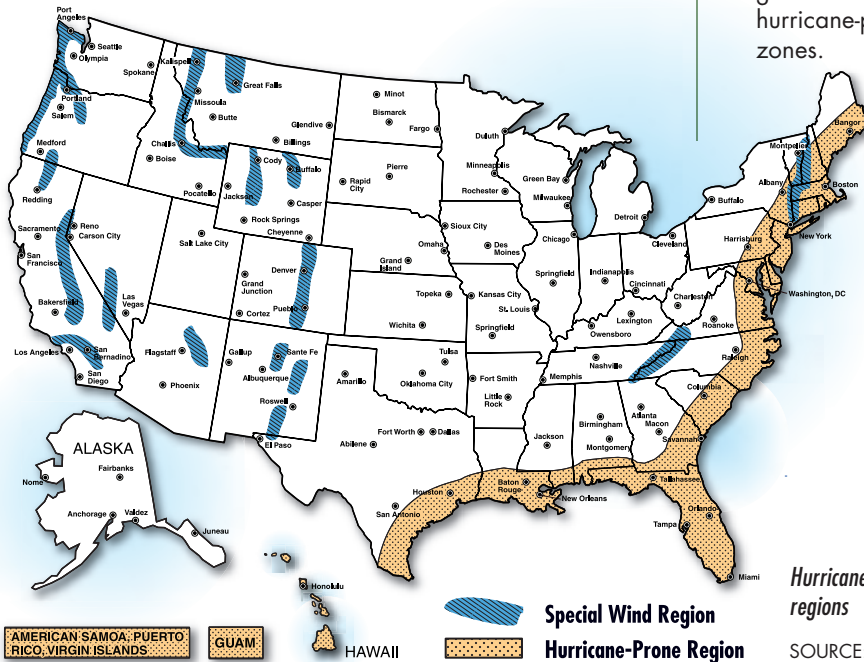 g
hurricane-p
zones.
Port
Angeles
Seattle
Olympia
Spokane
Kalispell
Great Falls
Missoula
Butte
Glendive
Billings
Minot
Bismarck
Fargo
Duluth
Portland
Salem
Medford
Challis
Boise
Pocatello
Cody
Buffalo
Jackson
Casper
Rock Springs
Cheyenne
Rapid
City
Pierre
Minneapolis
Rochester
Green Bay
Milwaukee
Detroit
Buffalo
Albany
Montpelier
Bangor
Boston
New York
Harrisburg
Washington, DC
Redding
Reno
Carson City
Sacramento
San
Francisco
Bakersfield
Las
Vegas
Salt Lake City
Grand
Junction
Denver
Pueblo
Cortez
Grand
Island
Omaha
Sioux City
Des
Moines
Chicago
Cleveland
Springfield
Indianapolis
Cincinnati
Charleston
Roanoke
Raleigh
Topeka
Kansas City
St. Louis
Wichita
Springfield
Owensboro
Lexington
Nashville
Memphis
Los Angeles
San
Bernadino
San
Diego
Flagstaff
Phoenix
Gallup
Santa Fe
Albuquerque
Roswell
El Paso
Amarillo
Tulsa
Oklahoma City
Fort Smith
Little
Rock
Fort Worth
Dallas
Abilene
Jackson
Birmingham
Montgomery
Atlanta
Macon
Columbia
Savannah
San Antonio
Houston
Baton
Rouge
New Orleans
Tallahassee
Orlando
Tampa
Miami
ALASKA
Fairbanks
Nome
Anchorage
Valdez
Juneau
Honolulu
HAWAII
AMERICAN SAMOA, PUERTO
RICO, VIRGIN ISLANDS
GUAM
Special Wind Region
Hurricane-Prone Region
Hurricane
regions
SOURCE